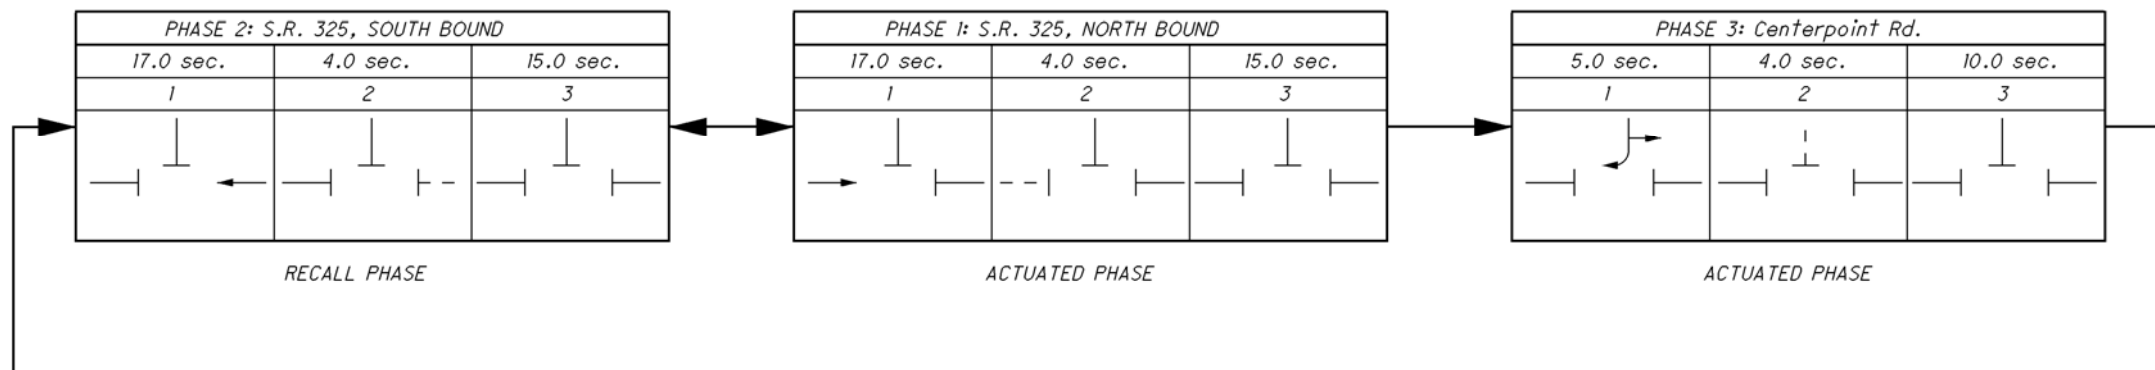 PHASE 2: S.R. 325, SOUTH BOUND
17.0 sec. 4.0 sec. 15.0 sec.
1 2 3
RECALL PHASE
PHASE 1: S.R. 325, NORTH BOUND
17.0 sec. 4.0 sec. 15.0 sec.
1 2 3
ACTUATED PHASE
PHASE 3: Centerpoint Rd.
5.0 sec. 4.0 sec. 10.0 sec.
1 2 3
ACTUATED PHASE